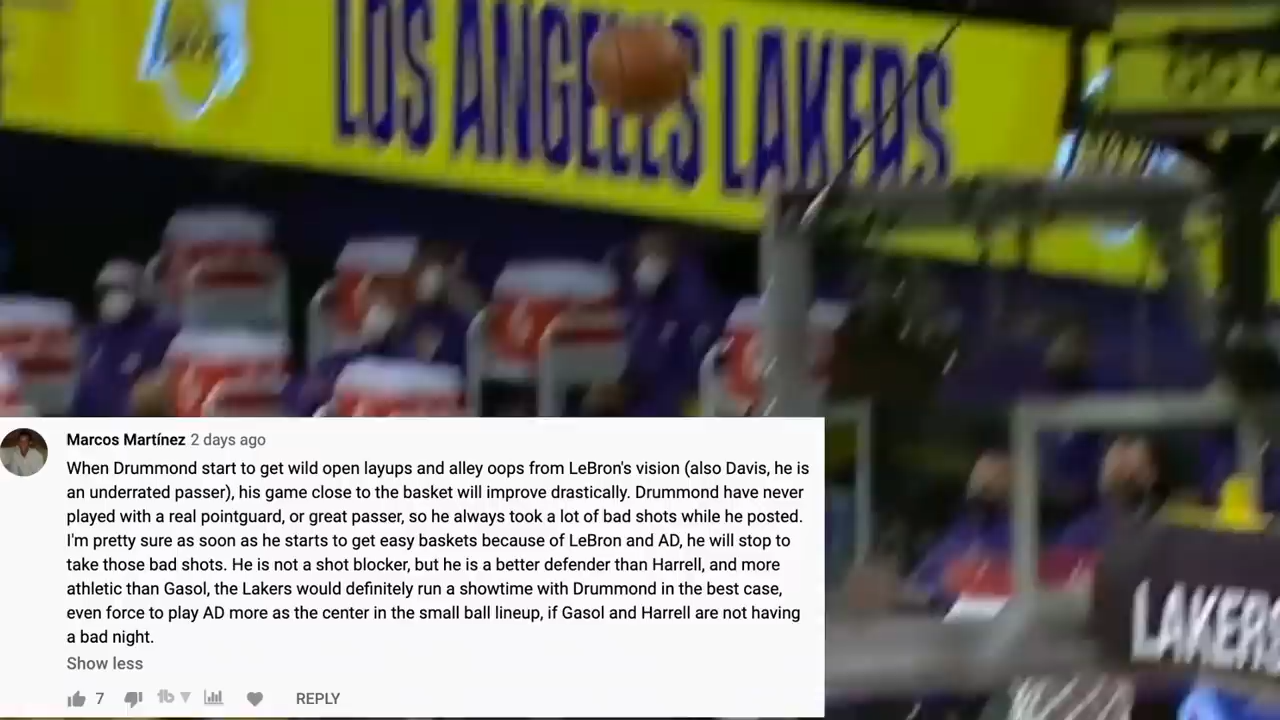 LOS ANGELES LAKERS
LAKERS
Marcos Martínez 2 days ago
When Drummond start to get wild open layups and alley oops from LeBron's vision (also Davis, he is
an underrated passer), his game close to the basket will improve drastically. Drummond have never
played with a real pointguard, or great passer, so he always took a lot of bad shots while he posted.
I'm pretty sure as soon as he starts to get easy baskets because of LeBron and AD, he will stop to
take those bad shots. He is not a shot blocker, but he is a better defender than Harrell, and more
athletic than Gasol, the Lakers would definitely run a showtime with Drummond in the best case,
even force to play AD more as the center in the small ball lineup, if Gasol and Harrell are not having
a bad night.
Show less
7
REPLY